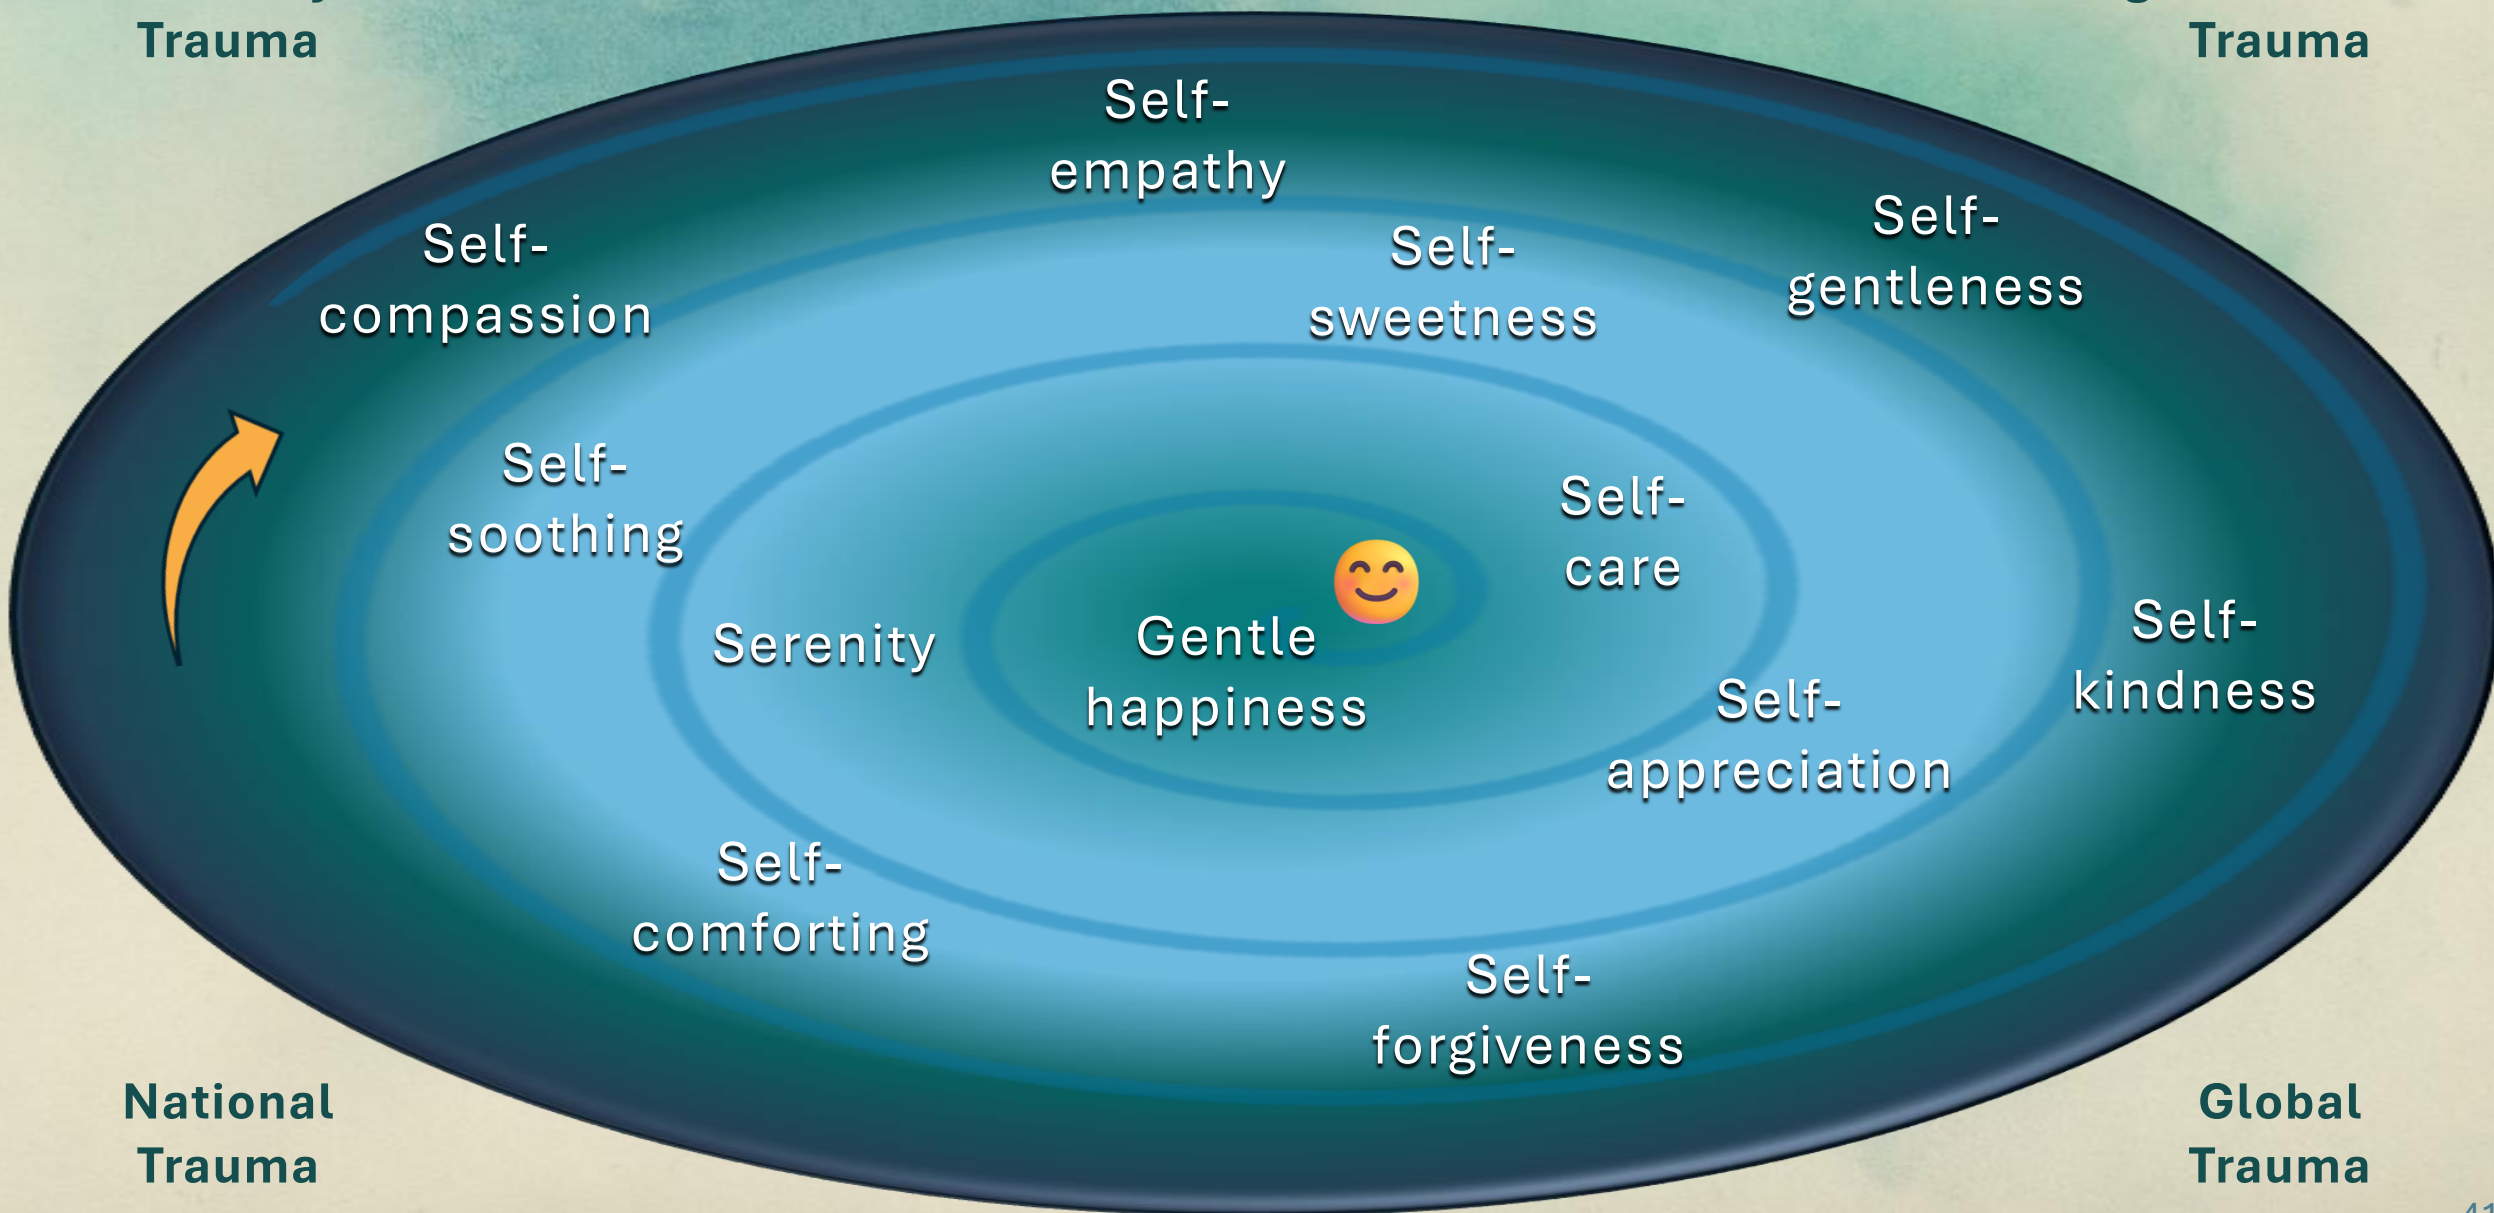 Trauma
Trauma
Self-
empathy
Self-
compassion
Self-
sweetness
Self-
gentleness
Self-
soothing
Self-
care
Serenity
Gentle
happiness
Self-
kindness
Self-
appreciation
Self-
comforting
Self-
forgiveness
National
Trauma
Global
Trauma